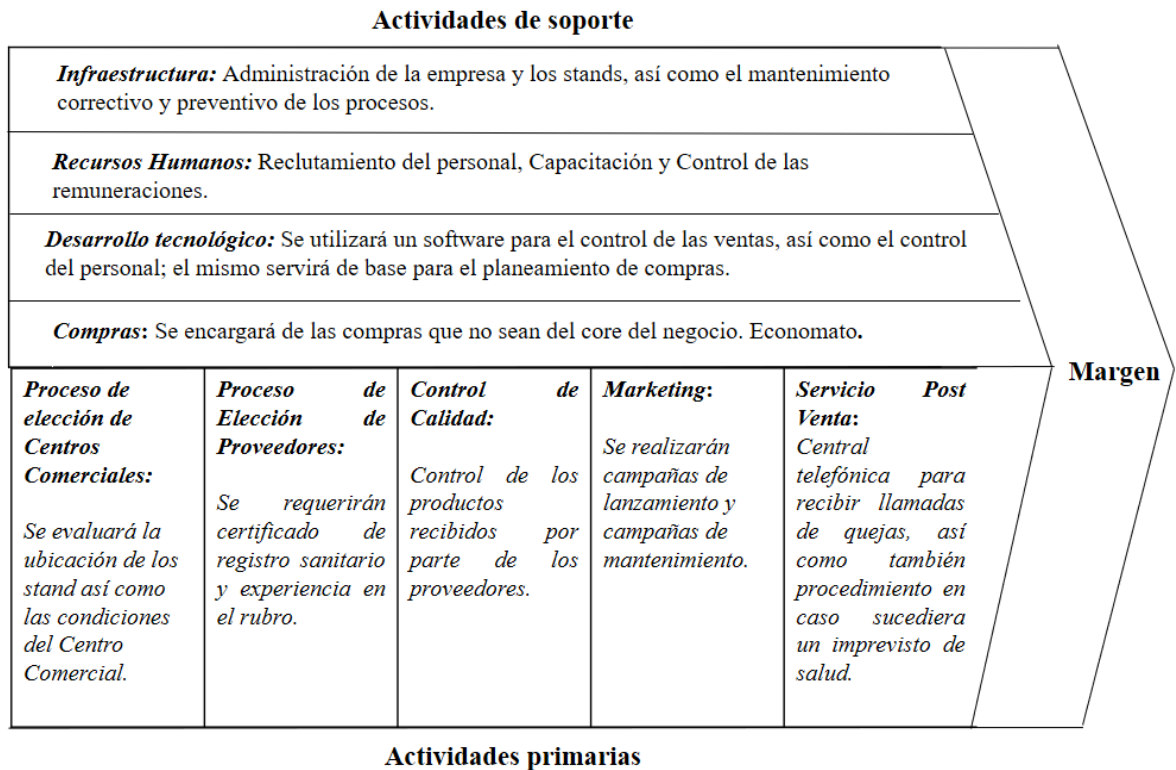 Actividades de soporte
Infraestructura: Administración de la empresa y los stands, así como el mantenimiento
correctivo y preventivo de los procesos.
Recursos Humanos: Reclutamiento del personal, Capacitación y Control de las
remuneraciones.
Desarrollo tecnológico: Se utilizará un software para el control de las ventas, así como el control
del personal; el mismo servirá de base para el planeamiento de compras.
Compras: Se encargará de las compras que no sean del core del negocio. Economato.
Margen
Proceso de
elección de
Centros
Comerciales:
Se evaluará la
ubicación de los
stand así como
las condiciones
del Centro
Comercial.
Proceso de
Elección de
Proveedores:
Se requerirán
certificado de
registro sanitario
y experiencia en
el rubro.
Control de
Calidad:
Control de los
productos
recibidos por
parte de los
proveedores.
Marketing:
Se realizarán
campañas de
lanzamiento y
campañas de
mantenimiento.
Servicio Post
Venta:
Central
telefónica para
recibir llamadas
de quejas, así
como también
procedimiento en
caso sucediera
un imprevisto de
salud.
Actividades primarias